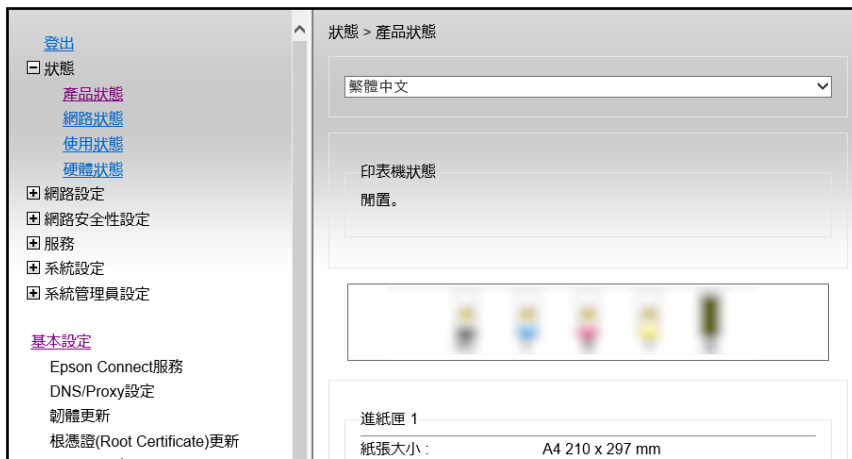 登出
狀態
產品狀態
網路狀態
使用狀態
硬體狀態
網路設定
網路安全性設定
服務
系統設定
系統管理員設定
基本設定
Epson Connect服務
DNS/Proxy設定
韌體更新
根憑證(Root Certificate)更新
狀態 > 產品狀態
繁體中文
印表機狀態
閒置。
進紙匣 1
紙張大小 :
A4 210 x 297 mm